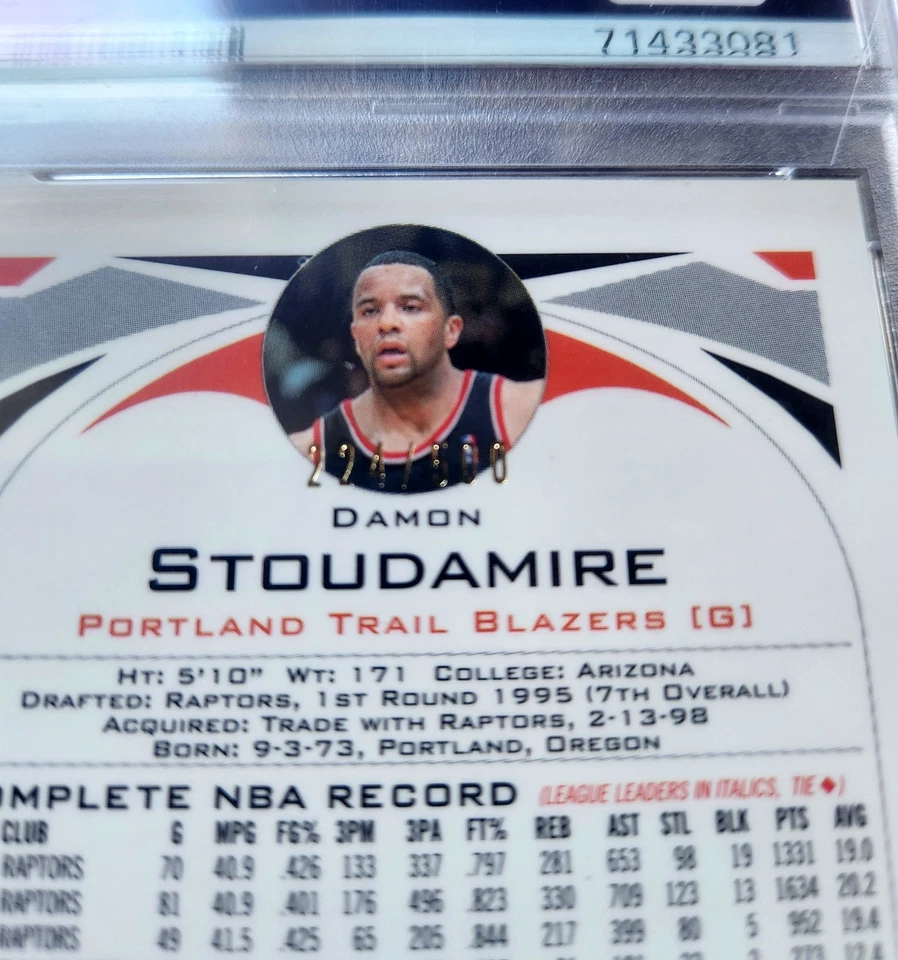 71433081
224/500
DAMON
STOUDAMIRE
PORTLAND TRAIL BLAZERS [G]
HT: 5'10" WT: 171 COLLEGE: ARIZONA
DRAFTED: RAPTORS, 1ST ROUND 1995 (7TH OVERALL)
ACQUIRED: TRADE WITH RAPTORS, 2-13-98
BORN: 9-3-73, PORTLAND, OREGON
OMPLETE NBA RECORD (LEAGUE LEADERS IN ITALICS, TIE ♦)
CLUB G MPG FG% 3PM 3PA FT% REB AST STL BLK PTS AVG
RAPTORS 70 40.9 .426 133 337 .797 281 653 98 19 1331 19.0
RAPTORS 81 40.9 .401 176 496 .823 330 709 123 13 1634 20.2
RAPTORS 49 41.5 .425 65 205 .844 217 399 80 5 952 19.4